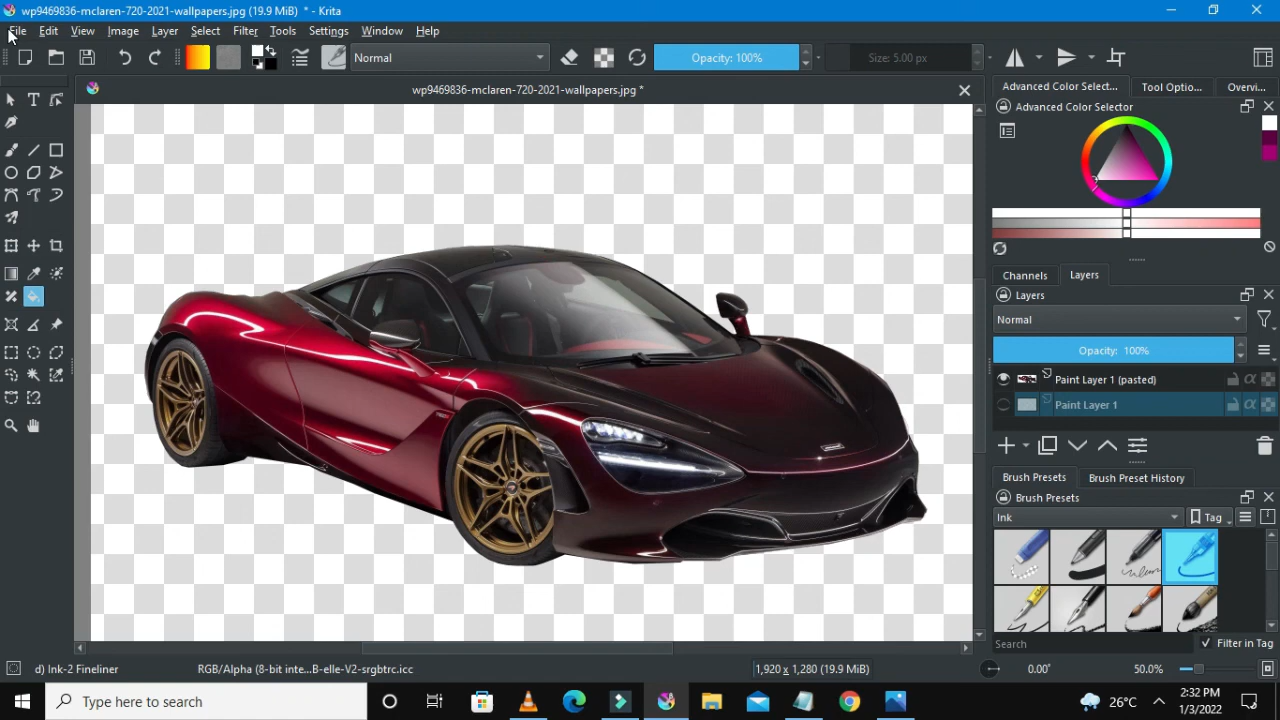 wp9469836-mclaren-720-2021-wallpapers.jpg (19.9 MiB) * - Krita
File Edit View Image Layer Select Filter Tools Settings Window Help
Normal Opacity: 100% Size: 5.00 px
wp9469836-mclaren-720-2021-wallpapers.jpg *
Advanced Color Select... Tool Optio... Overvi...
Advanced Color Selector
Channels Layers
Layers
Normal
Opacity: 100%
Paint Layer 1 (pasted)
Paint Layer 1
Brush Presets Brush Preset History
Brush Presets
Ink Tag
Search Filter in Tag
d) Ink-2 Fineliner RGB/Alpha (8-bit inte...B-elle-V2-srgbtrc.icc 1,920 x 1,280 (19.9 MiB) 0.00° 50.0%
Type here to search
26°C
2:32 PM
1/3/2022